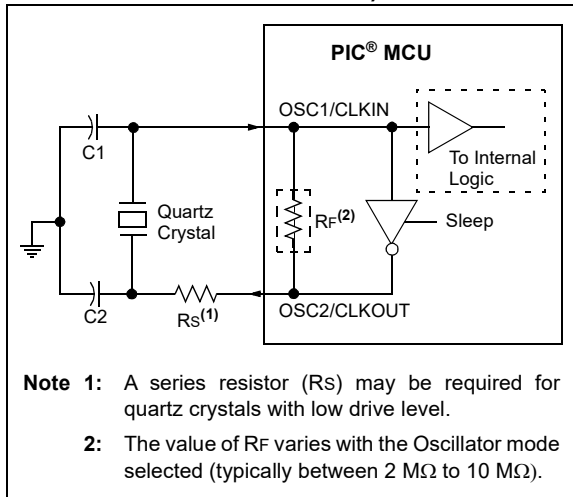 PIC® MCU
OSC1/CLKIN
C1
To Internal
Logic
Quartz
Crystal
RF(2)
Sleep
C2
RS(1)
OSC2/CLKOUT
Note 1: A series resistor (RS) may be required for
quartz crystals with low drive level.
2: The value of RF varies with the Oscillator mode
selected (typically between 2 MΩ to 10 MΩ).